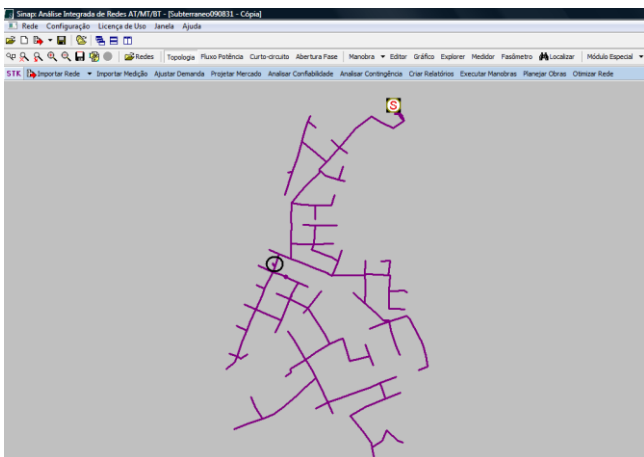 Sinap: Análise Integrada de Redes AT/MT/BT - [Subterraneo090831 - Cópia]
Rede Configuração Licença de Uso Janela Ajuda
Redes Topologia Fluxo Potência Curto-circuito Abertura Fase Manobra Editar Gráfico Explorer Medidor Fasômetro Localizar Módulo Especial
STK Importar Rede Importar Medição Ajustar Demanda Projetar Mercado Analisar Confiabilidade Analisar Contingência Criar Relatórios Executar Manobras Planejar Obras Otimizar Rede
S